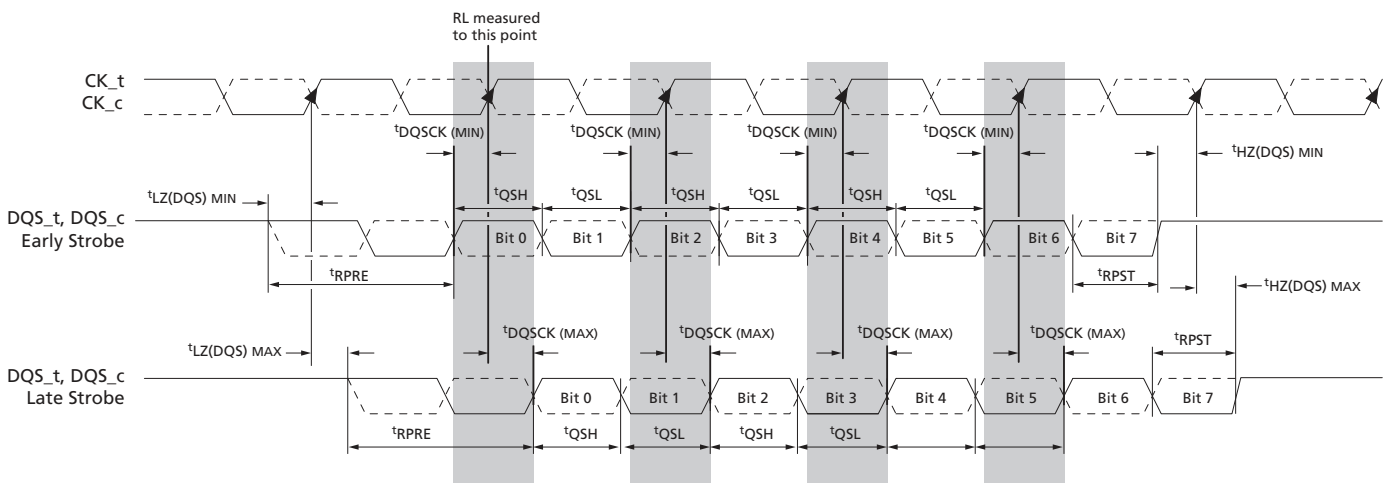 RL measured
to this point
CK_t
CK_c
tDQSCK (MIN) tDQSCK (MIN) tDQSCK (MIN) tDQSCK (MIN)
tHZ(DQS) MIN
tLZ(DQS) MIN
tQSH tQSL tQSH tQSL tQSH tQSL
DQS_t, DQS_c
Early Strobe
Bit 0 Bit 1 Bit 2 Bit 3 Bit 4 Bit 5 Bit 6 Bit 7
tRPRE
tRPST
tHZ(DQS) MAX
tDQSCK (MAX) tDQSCK (MAX) tDQSCK (MAX) tDQSCK (MAX)
tRPST
tLZ(DQS) MAX
DQS_t, DQS_c
Late Strobe
Bit 0 Bit 1 Bit 2 Bit 3 Bit 4 Bit 5 Bit 6 Bit 7
tRPRE
tQSH tQSL tQSH tQSL